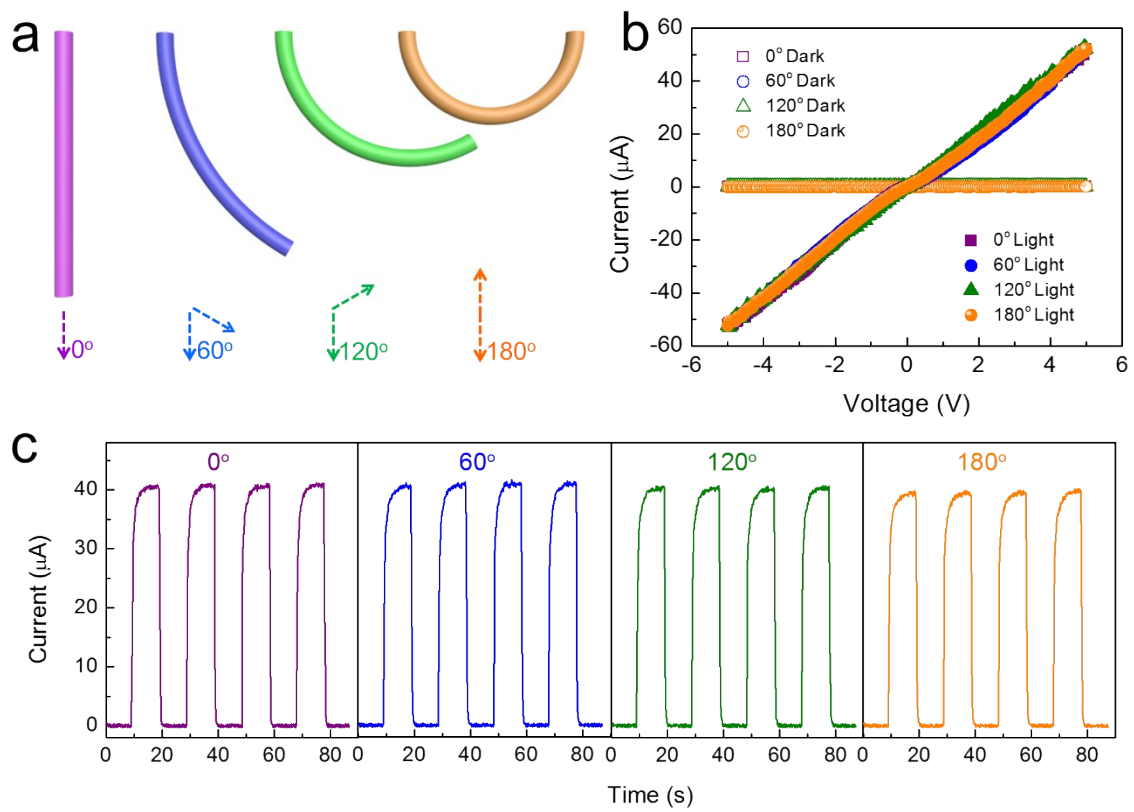 a
0°
60°
120°
180°
b
60
40
20
0
-20
-40
-60
-6
-4
-2
0
2
4
6
Current (μA)
Voltage (V)
0° Dark
60° Dark
120° Dark
180° Dark
0° Light
60° Light
120° Light
180° Light
c
0°
60°
120°
180°
40
30
20
10
0
Current (μA)
0 20 40 60 80
0 20 40 60 80
0 20 40 60 80
0 20 40 60 80
Time (s)